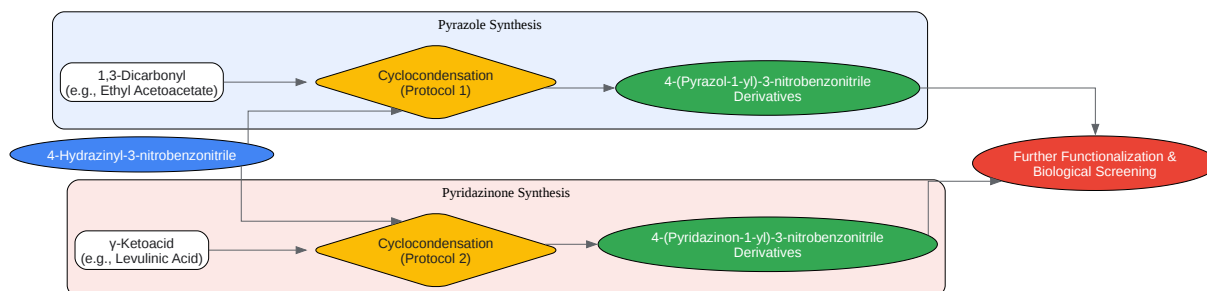 Pyrazole Synthesis
1,3-Dicarbonyl
(e.g., Ethyl Acetoacetate)
Cyclocondensation
(Protocol 1)
4-(Pyrazol-1-yl)-3-nitrobenzonitrile
Derivatives
4-Hydrazinyl-3-nitrobenzonitrile
Further Functionalization &
Biological Screening
Pyridazinone Synthesis
γ-Ketoacid
(e.g., Levulinic Acid)
Cyclocondensation
(Protocol 2)
4-(Pyridazinon-1-yl)-3-nitrobenzonitrile
Derivatives